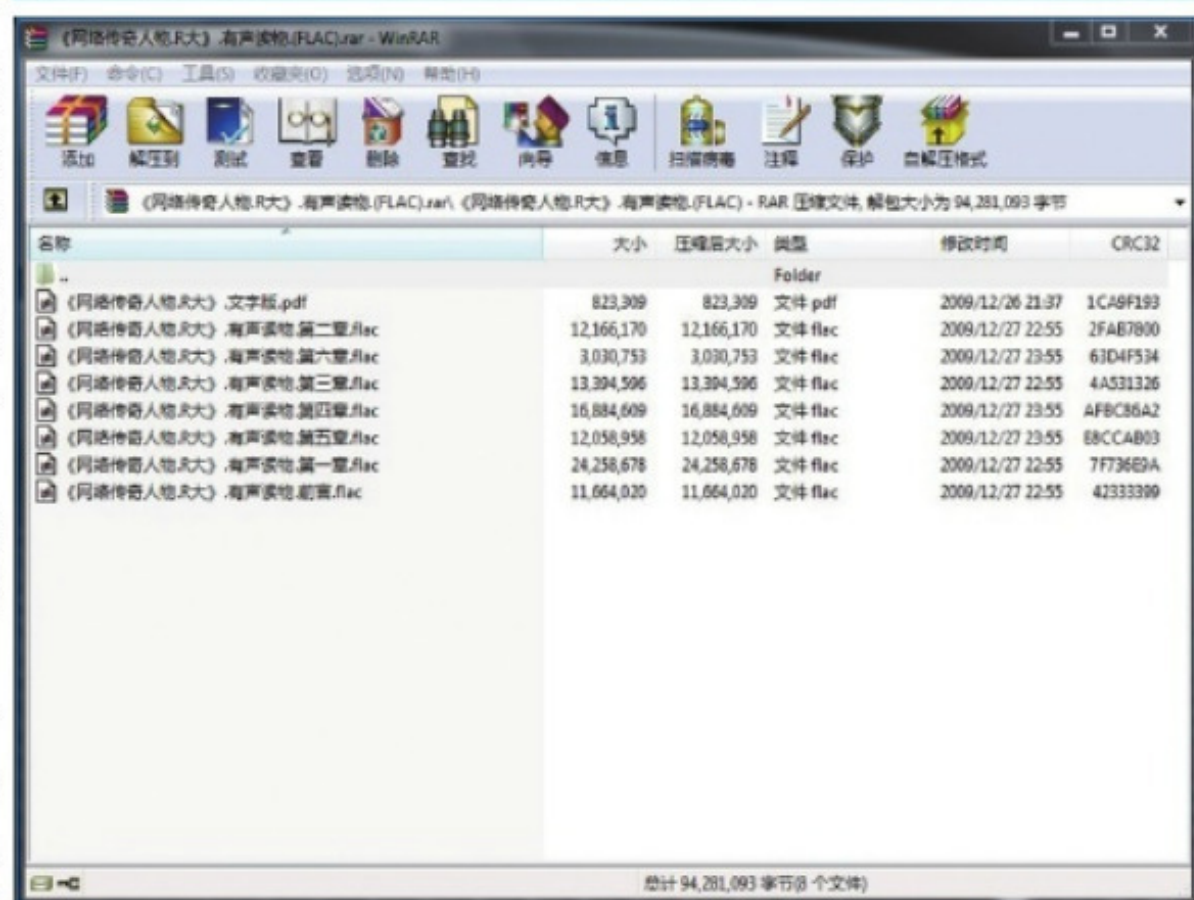 《网络传奇人物.R大》.有声读物.(FLAC).rar - WinRAR
文件(F) 命令(C) 工具(S) 收藏夹(O) 选项(N) 帮助(H)
添加 解压到 测试 查看 删除 查找 向导 信息 扫描病毒 注释 保护 自解压格式
《网络传奇人物.R大》.有声读物.(FLAC).rar\《网络传奇人物.R大》.有声读物.(FLAC) - RAR 压缩文件, 解包大小为 94,281,093 字节
名称 大小 压缩后大小 类型 修改时间 CRC32
.. Folder
《网络传奇人物.R大》.文字版.pdf 823,309 823,309 文件 pdf 2009/12/26 21:37 1CA9F193
《网络传奇人物.R大》.有声读物.第二章.flac 12,166,170 12,166,170 文件 flac 2009/12/27 22:55 2FAB7800
《网络传奇人物.R大》.有声读物.第六章.flac 3,030,753 3,030,753 文件 flac 2009/12/27 23:55 63D4F534
《网络传奇人物.R大》.有声读物.第三章.flac 13,394,596 13,394,596 文件 flac 2009/12/27 22:55 4A531326
《网络传奇人物.R大》.有声读物.第四章.flac 16,884,609 16,884,609 文件 flac 2009/12/27 23:55 AFBC86A2
《网络传奇人物.R大》.有声读物.第五章.flac 12,058,958 12,058,958 文件 flac 2009/12/27 23:55 E8CCAB03
《网络传奇人物.R大》.有声读物.第一章.flac 24,258,678 24,258,678 文件 flac 2009/12/27 22:55 7F736E9A
《网络传奇人物.R大》.有声读物.前言.flac 11,664,020 11,664,020 文件 flac 2009/12/27 22:55 42333399
总计 94,281,093 字节(8 个文件)